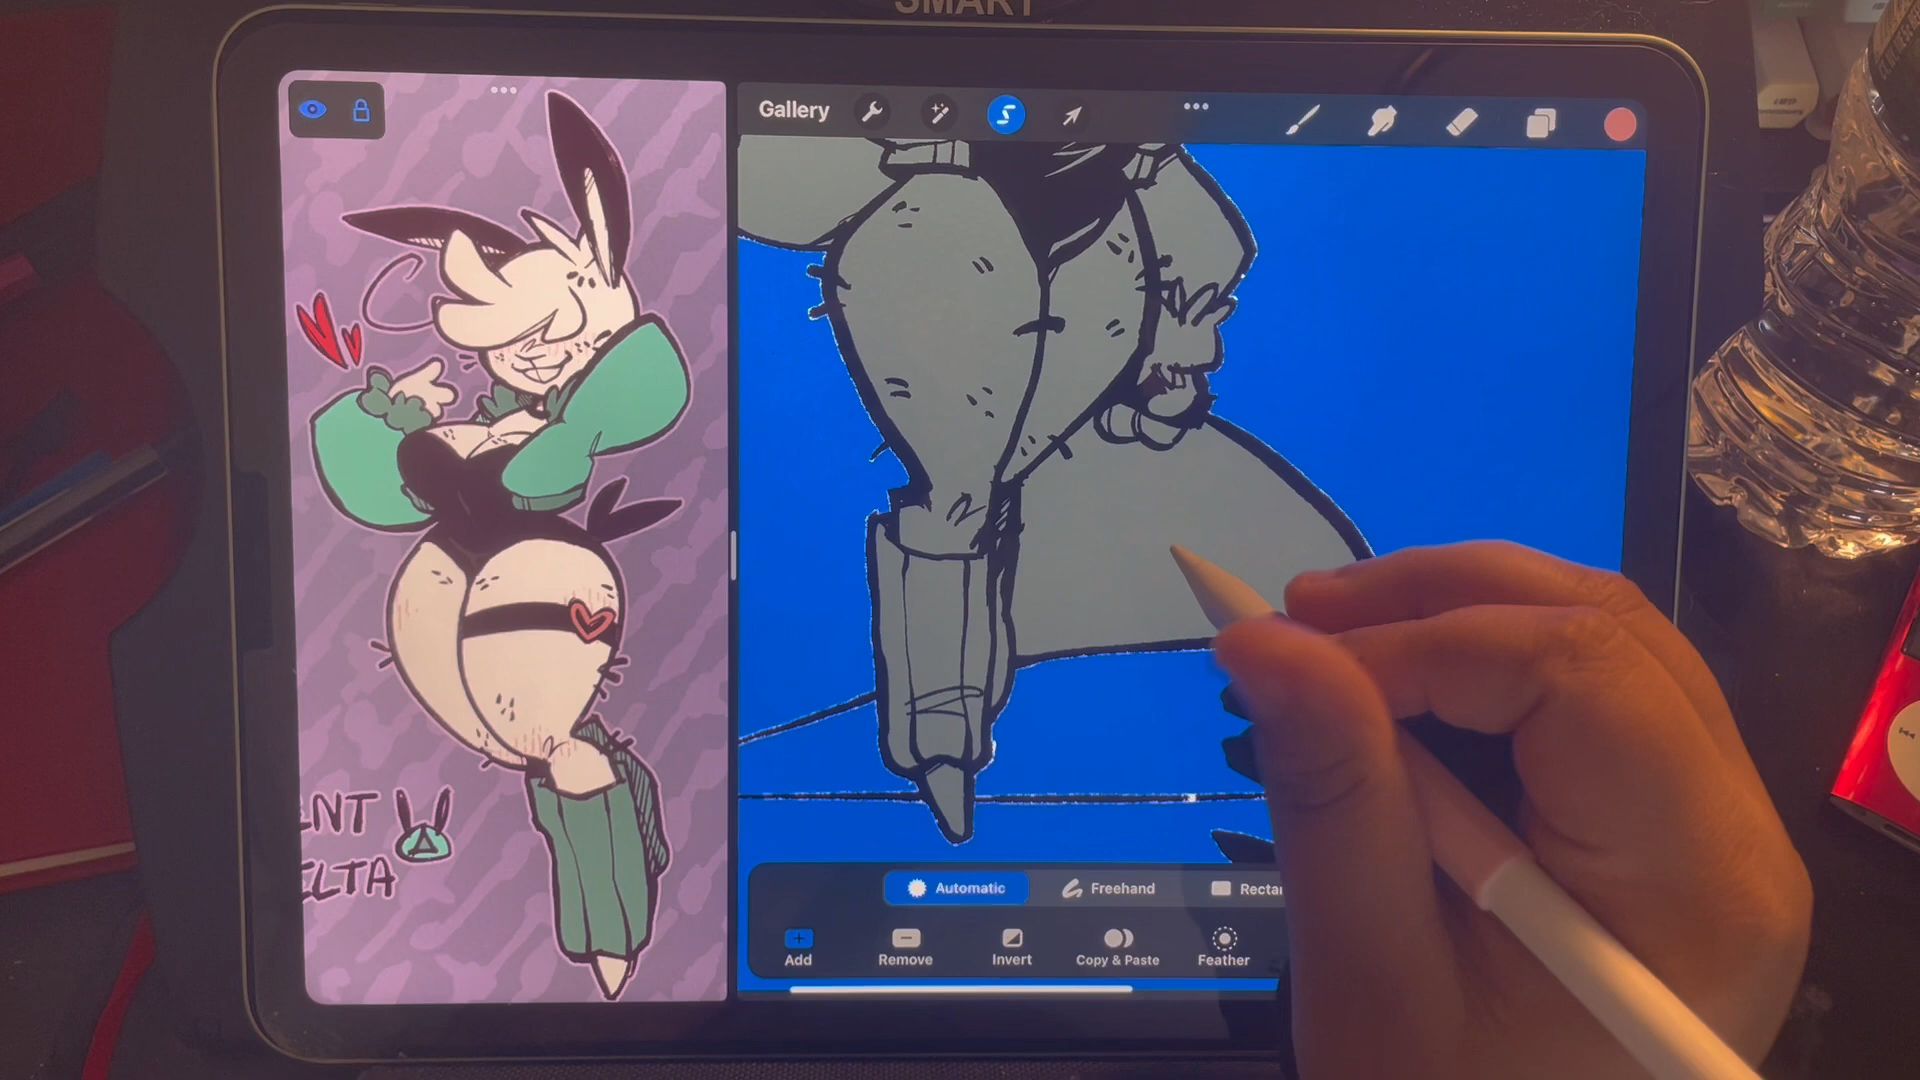 SMART
Gallery
NT
LTA
Automatic
Freehand
Recta
Add
Remove
Invert
Copy & Paste
Feather